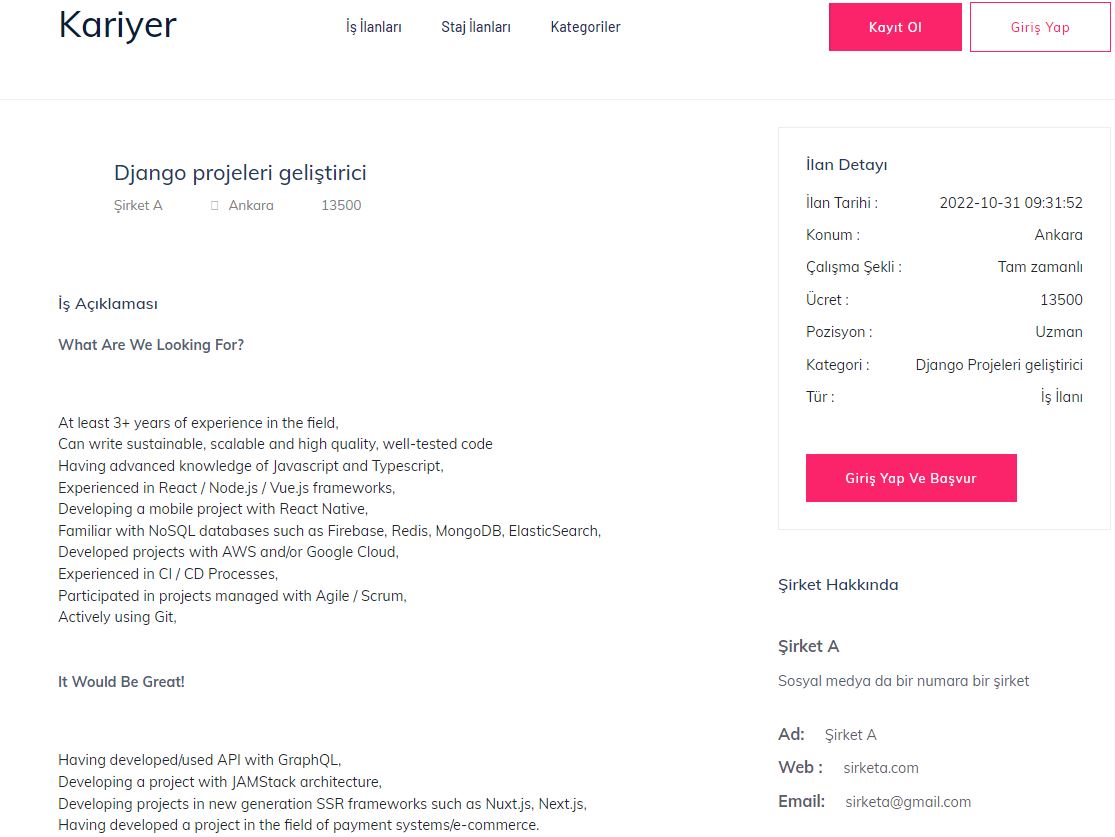 Kariyer
İş İlanları
Staj İlanları
Kategoriler
Kayıt Ol
Giriş Yap
Django projeleri geliştirici
Şirket A Ankara 13500
İş Açıklaması
What Are We Looking For?
At least 3+ years of experience in the field,
Can write sustainable, scalable and high quality, well-tested code
Having advanced knowledge of Javascript and Typescript,
Experienced in React / Node.js / Vue.js frameworks,
Developing a mobile project with React Native,
Familiar with NoSQL databases such as Firebase, Redis, MongoDB, ElasticSearch,
Developed projects with AWS and/or Google Cloud,
Experienced in CI / CD Processes,
Participated in projects managed with Agile / Scrum,
Actively using Git,
It Would Be Great!
Having developed/used API with GraphQL,
Developing a project with JAMStack architecture,
Developing projects in new generation SSR frameworks such as Nuxt.js, Next.js,
Having developed a project in the field of payment systems/e-commerce.
İlan Detayı
İlan Tarihi : 2022-10-31 09:31:52
Konum : Ankara
Çalışma Şekli : Tam zamanlı
Ücret : 13500
Pozisyon : Uzman
Kategori : Django Projeleri geliştirici
Tür : İş İlanı
Giriş Yap Ve Başvur
Şirket Hakkında
Şirket A
Sosyal medya da bir numara bir şirket
Ad: Şirket A
Web : sirketa.com
Email: sirketa@gmail.com